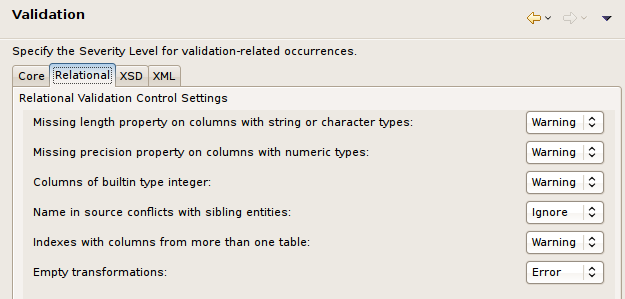 Validation
Specify the Severity Level for validation-related occurrences.
Core Relational XSD XML
Relational Validation Control Settings
Missing length property on columns with string or character types: Warning
Missing precision property on columns with numeric types: Warning
Columns of builtin type integer: Warning
Name in source conflicts with sibling entities: Ignore
Indexes with columns from more than one table: Warning
Empty transformations: Error